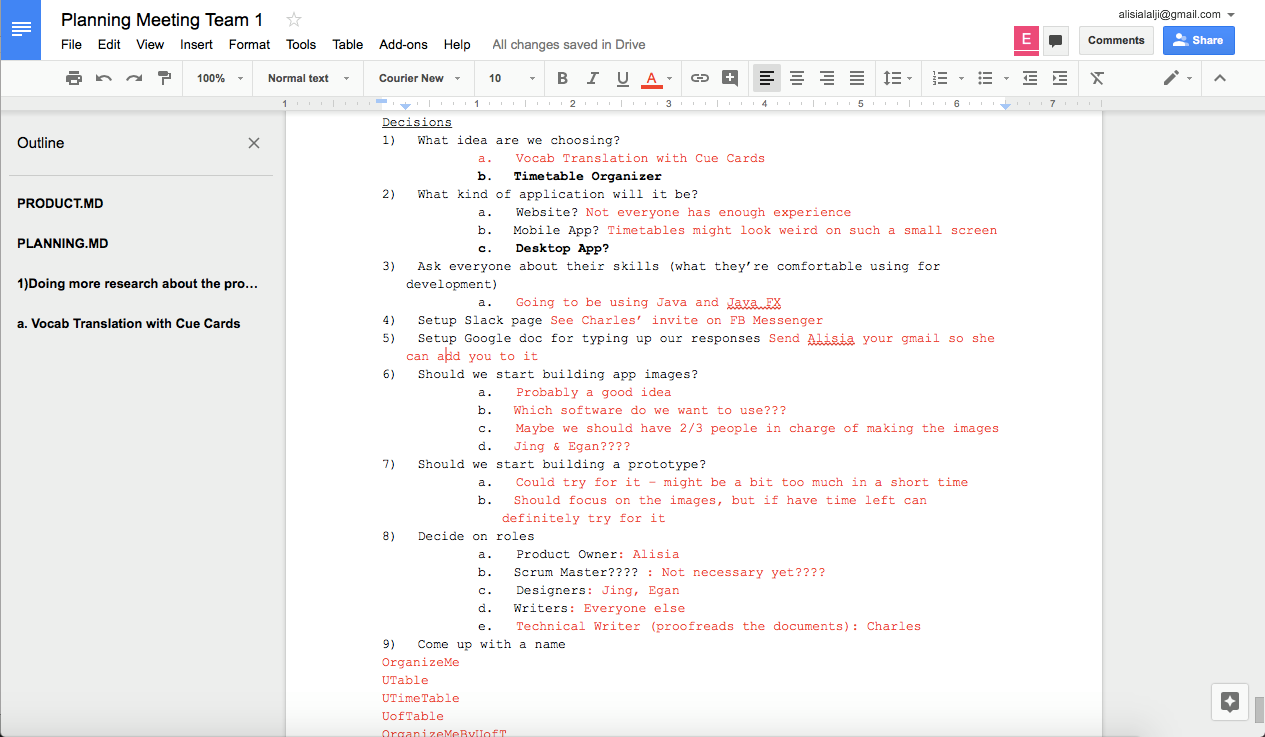 Planning Meeting Team 1
alisialalji@gmail.com
File Edit View Insert Format Tools Table Add-ons Help All changes saved in Drive
E Comments Share
100% Normal text Courier New 10 B I U A
1 1 2 3 4 5 6 7
Outline
PRODUCT.MD
PLANNING.MD
1)Doing more research about the pro...
a. Vocab Translation with Cue Cards
Decisions
1) What idea are we choosing?
a. Vocab Translation with Cue Cards
b. Timetable Organizer
2) What kind of application will it be?
a. Website? Not everyone has enough experience
b. Mobile App? Timetables might look weird on such a small screen
c. Desktop App?
3) Ask everyone about their skills (what they’re comfortable using for
development)
a. Going to be using Java and Java FX
4) Setup Slack page See Charles’ invite on FB Messenger
5) Setup Google doc for typing up our responses Send Alisia your gmail so she
can add you to it
6) Should we start building app images?
a. Probably a good idea
b. Which software do we want to use???
c. Maybe we should have 2/3 people in charge of making the images
d. Jing & Egan????
7) Should we start building a prototype?
a. Could try for it – might be a bit too much in a short time
b. Should focus on the images, but if have time left can
definitely try for it
8) Decide on roles
a. Product Owner: Alisia
b. Scrum Master???? : Not necessary yet????
c. Designers: Jing, Egan
d. Writers: Everyone else
e. Technical Writer (proofreads the documents): Charles
9) Come up with a name
OrganizeMe
UTable
UTimeTable
UofTable
OrganizeMeByUofT